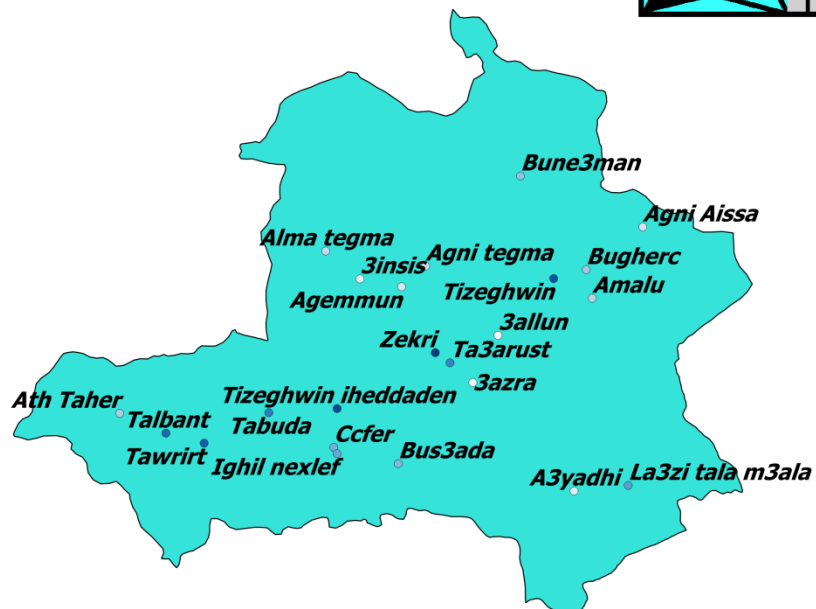 Bune3man
Agni Aissa
Alma tegma
Agni tegma
3insis
Bugherc
Tizeghwin
Agemmun
Amalu
3allun
Zekri
Ta3arust
3azra
Tizeghwin iheddaden
Ath Taher
Talbant
Tabuda
Ccfer
Tawrirt
Ighil nexlef
Bus3ada
A3yadhi
La3zi tala m3ala